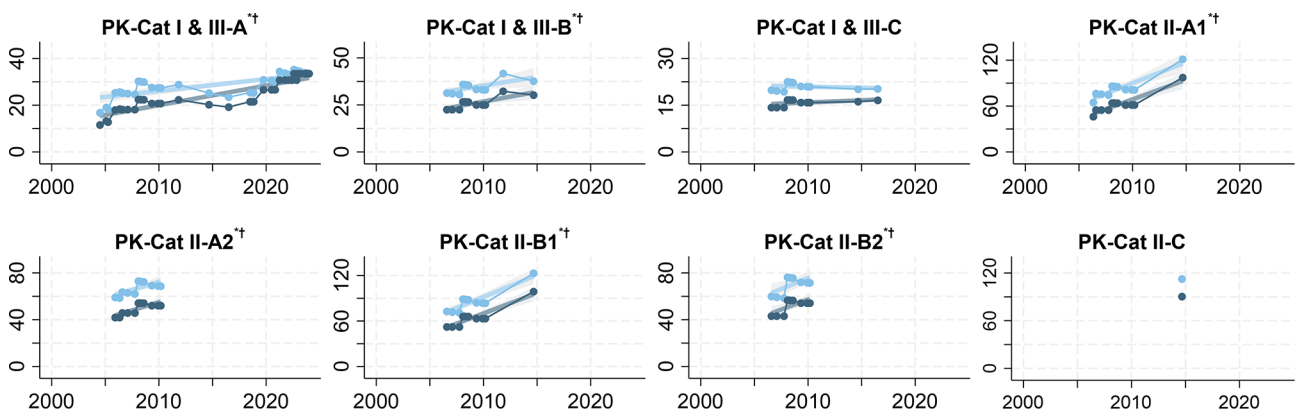 PK-Cat I & III-A*†
PK-Cat I & III-B*†
PK-Cat I & III-C
PK-Cat II-A1*†
40
20
0
2000 2010 2020
50
25
0
2000 2010 2020
30
15
0
2000 2010 2020
120
60
0
2000 2010 2020
PK-Cat II-A2*†
PK-Cat II-B1*†
PK-Cat II-B2*†
PK-Cat II-C
80
40
0
2000 2010 2020
120
60
0
2000 2010 2020
80
40
0
2000 2010 2020
120
60
0
2000 2010 2020